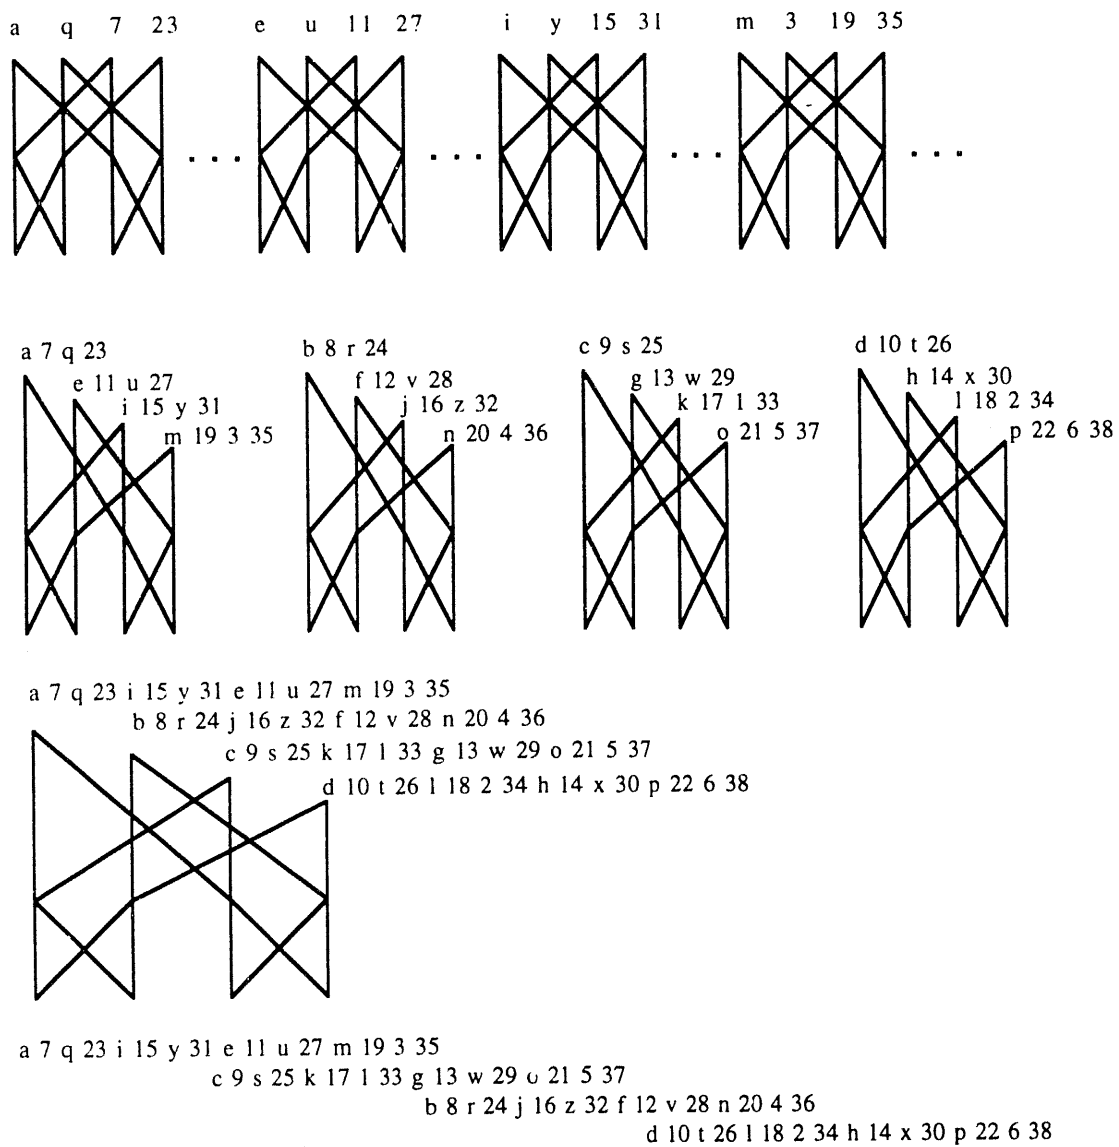 a q 7 23 e u 11 27 i y 15 31 m 3 19 35
. . . . . . . . . . . .
a 7 q 23 b 8 r 24 c 9 s 25 d 10 t 26
e 11 u 27 f 12 v 28 g 13 w 29 h 14 x 30
i 15 y 31 j 16 z 32 k 17 1 33 l 18 2 34
m 19 3 35 n 20 4 36 o 21 5 37 p 22 6 38
a 7 q 23 i 15 y 31 e 11 u 27 m 19 3 35
b 8 r 24 j 16 z 32 f 12 v 28 n 20 4 36
c 9 s 25 k 17 1 33 g 13 w 29 o 21 5 37
d 10 t 26 l 18 2 34 h 14 x 30 p 22 6 38
a 7 q 23 i 15 y 31 e 11 u 27 m 19 3 35
c 9 s 25 k 17 1 33 g 13 w 29 o 21 5 37
b 8 r 24 j 16 z 32 f 12 v 28 n 20 4 36
d 10 t 26 l 18 2 34 h 14 x 30 p 22 6 38